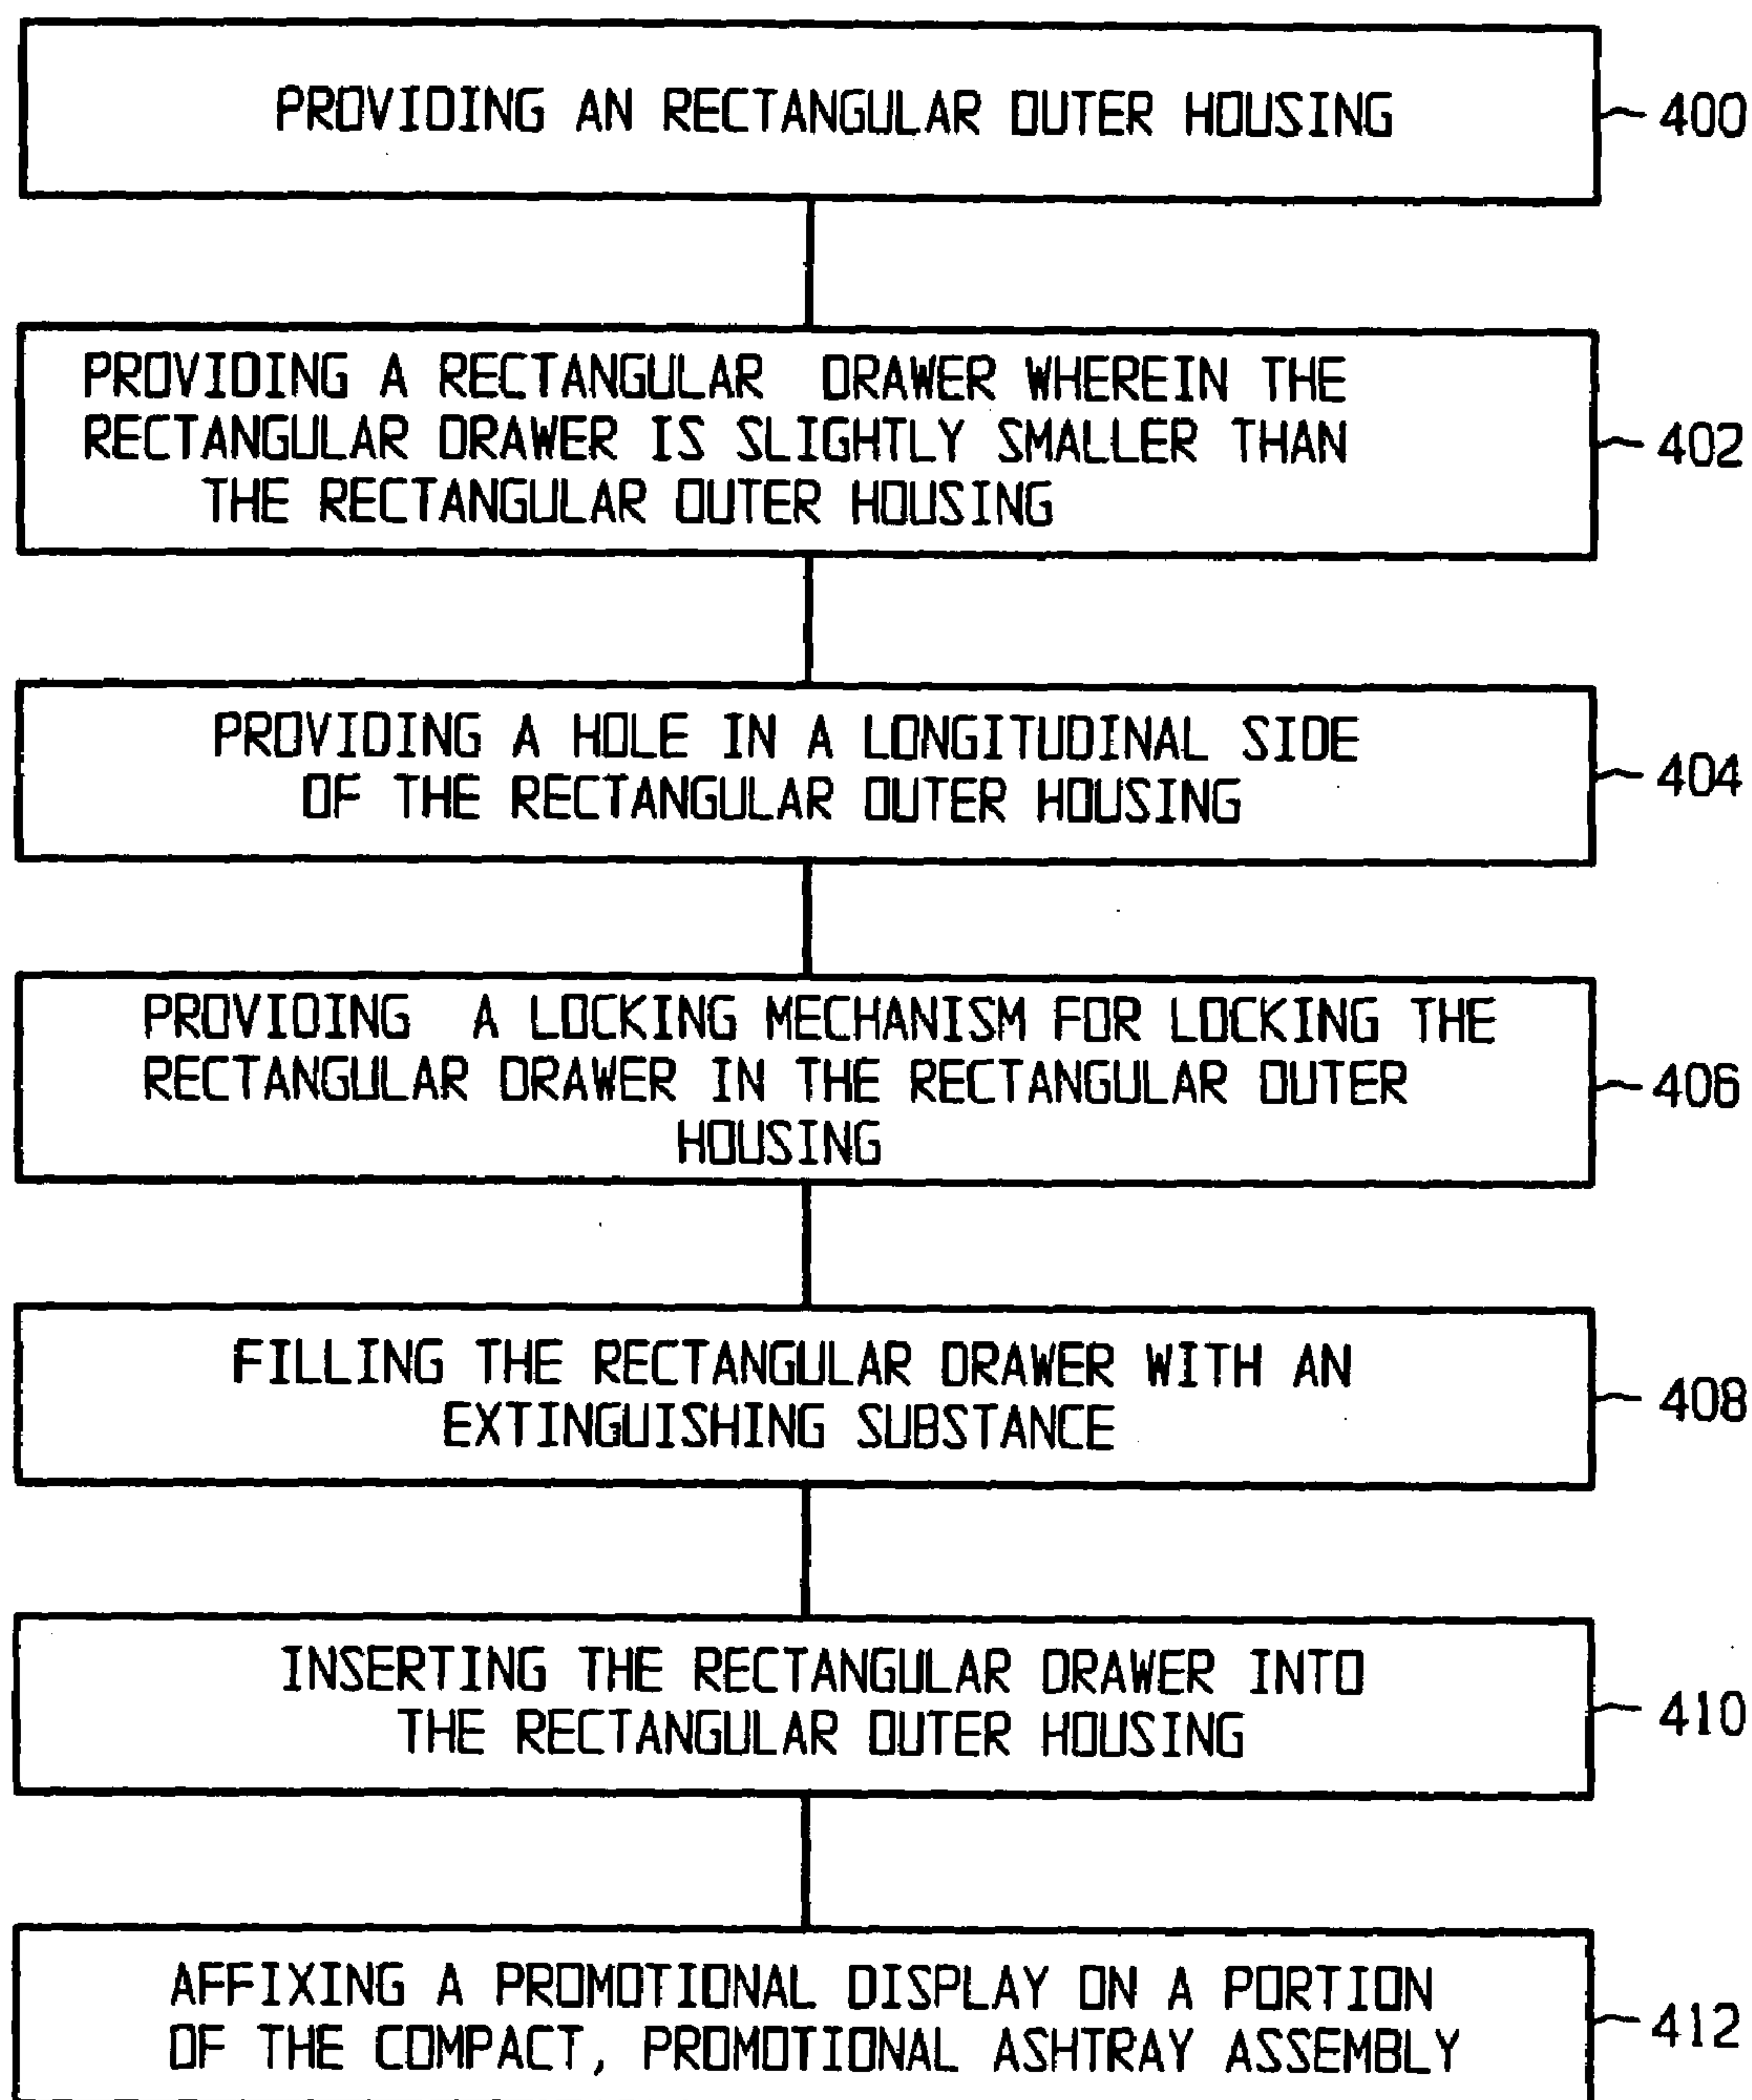 PROVIDING AN RECTANGULAR OUTER HOUSING
400
PROVIDING A RECTANGULAR DRAWER WHEREIN THE
RECTANGULAR DRAWER IS SLIGHTLY SMALLER THAN
THE RECTANGULAR OUTER HOUSING
402
PROVIDING A HOLE IN A LONGITUDINAL SIDE
OF THE RECTANGULAR OUTER HOUSING
404
PROVIDING A LOCKING MECHANISM FOR LOCKING THE
RECTANGULAR DRAWER IN THE RECTANGULAR OUTER
HOUSING
406
FILLING THE RECTANGULAR DRAWER WITH AN
EXTINGUISHING SUBSTANCE
408
INSERTING THE RECTANGULAR DRAWER INTO
THE RECTANGULAR OUTER HOUSING
410
AFFIXING A PROMOTIONAL DISPLAY ON A PORTION
OF THE COMPACT, PROMOTIONAL ASHTRAY ASSEMBLY
412